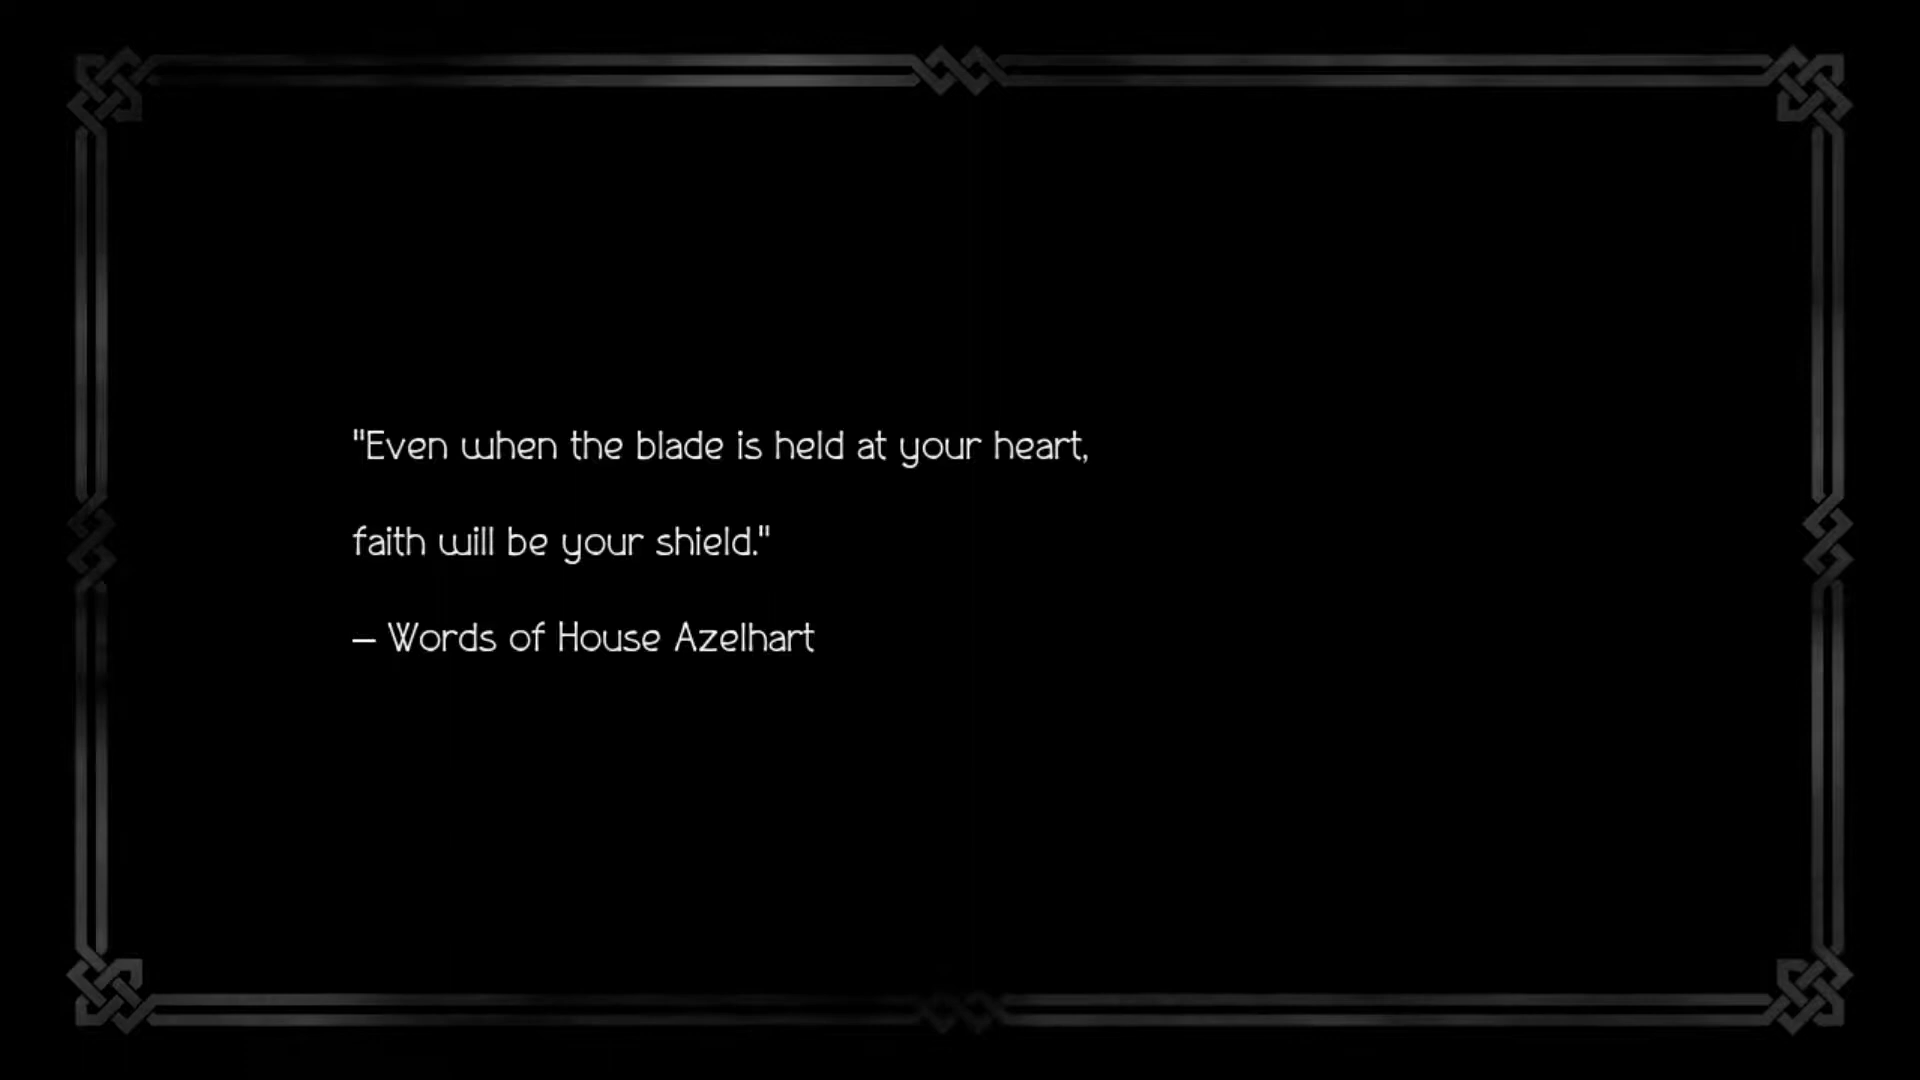 "Even when the blade is held at your heart,
faith will be your shield."
– Words of House Azelhart